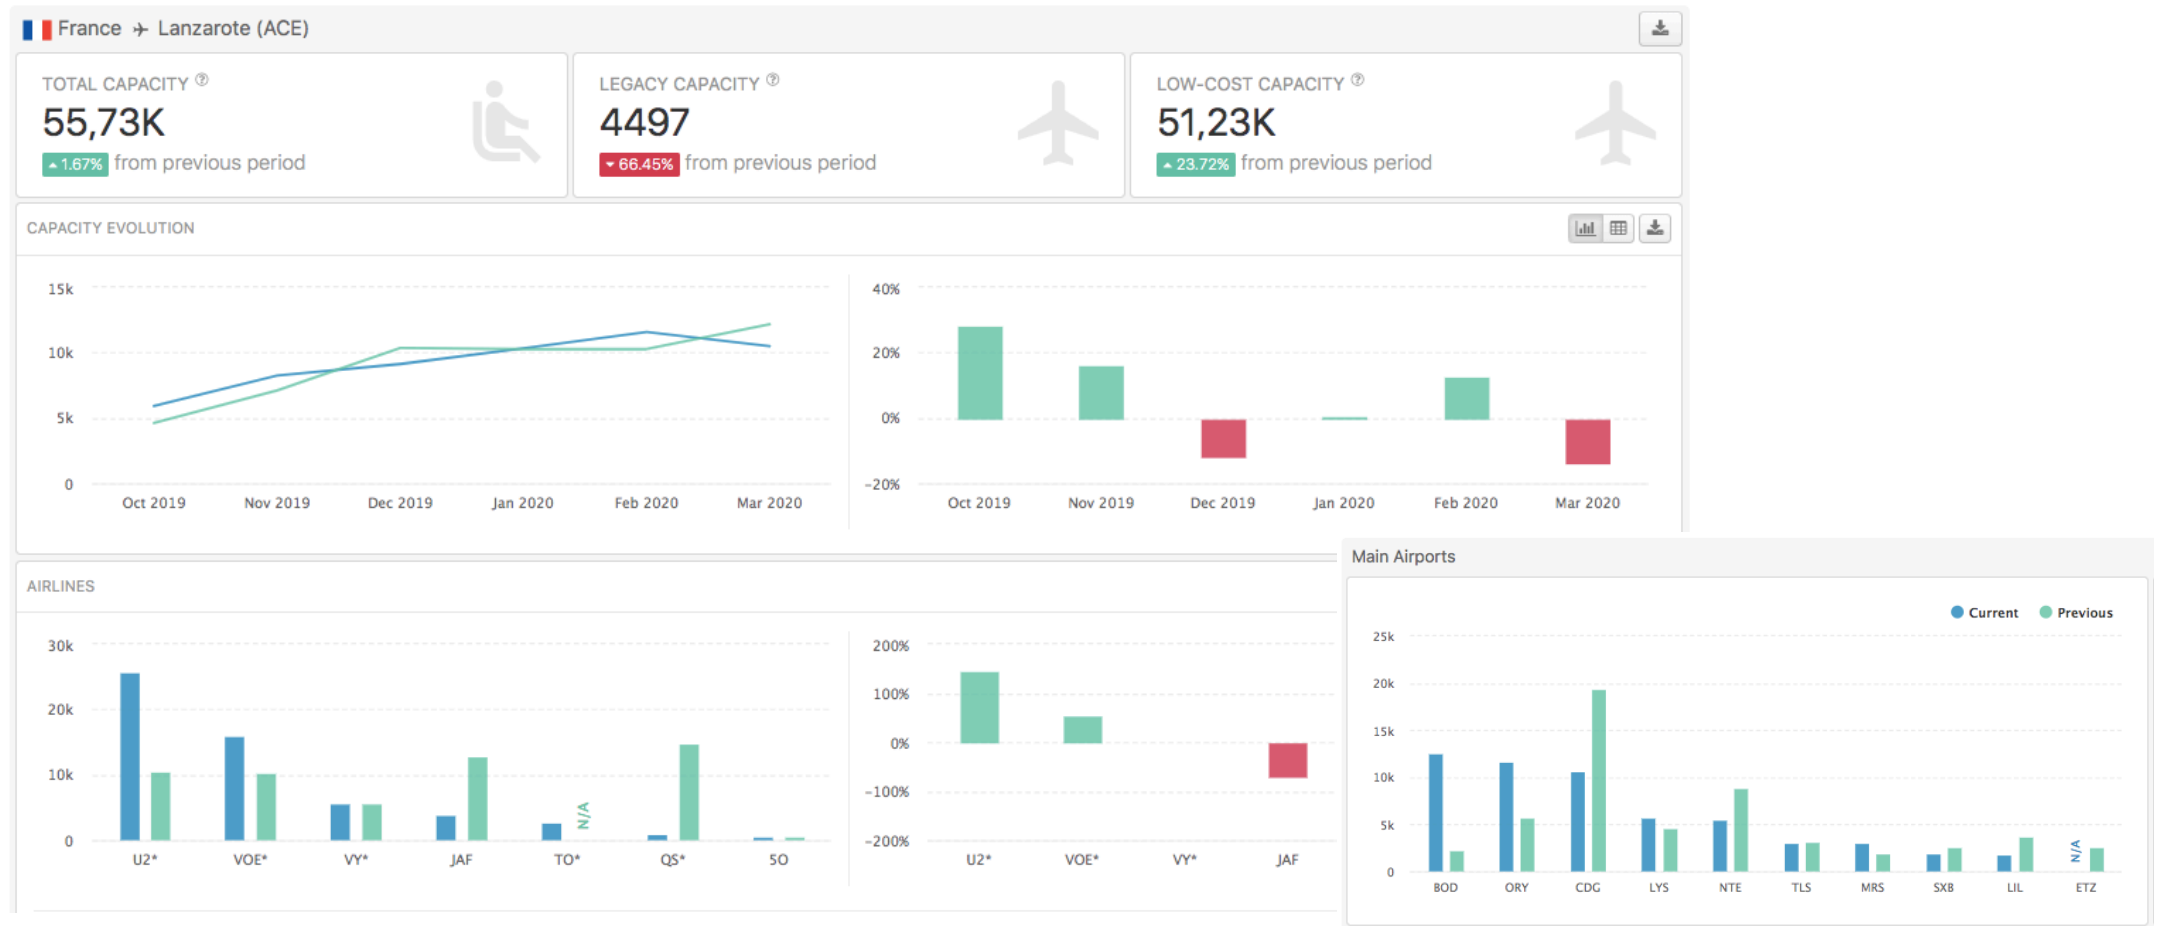 France ✈ Lanzarote (ACE)
TOTAL CAPACITY ?
55,73K
1.67% from previous period
LEGACY CAPACITY ?
4497
66.45% from previous period
LOW-COST CAPACITY ?
51,23K
23.72% from previous period
CAPACITY EVOLUTION
15k
10k
5k
0
Oct 2019 Nov 2019 Dec 2019 Jan 2020 Feb 2020 Mar 2020
40%
20%
0%
-20%
Oct 2019 Nov 2019 Dec 2019 Jan 2020 Feb 2020 Mar 2020
AIRLINES
30k
20k
10k
0
N/A
U2* VOE* VY* JAF TO* QS* 5O
200%
100%
0%
-100%
-200%
U2* VOE* VY* JAF
Main Airports
Current Previous
25k
20k
15k
10k
5k
0
N/A
BOD ORY CDG LYS NTE TLS MRS SXB LIL ETZ